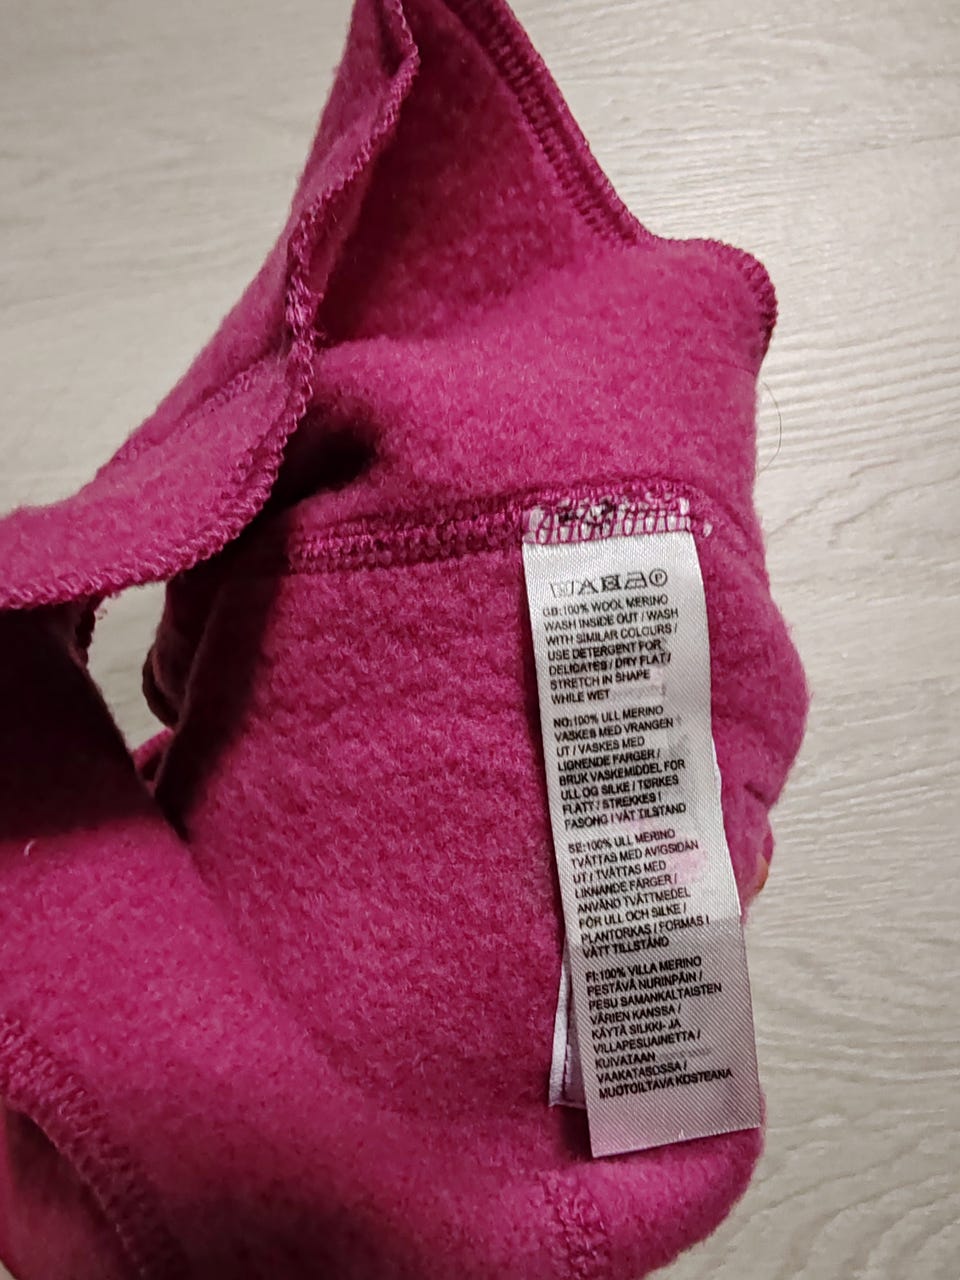 GB:100% WOOL MERINO
WASH INSIDE OUT / WASH
WITH SIMILAR COLOURS /
USE DETERGENT FOR
DELICATES / DRY FLAT /
STRETCH IN SHAPE
WHILE WET
NO:100% ULL MERINO
VASKES MED VRANGEN
UT / VASKES MED
LIGNENDE FARGER /
BRUK VASKEMIDDEL FOR
ULL OG SILKE / TØRKES
FLATT / STREKKES I
FASONG I VÅT TILSTAND
SE:100% ULL MERINO
TVÄTTAS MED AVIGSIDAN
UT / TVÄTTAS MED
LIKNANDE FÄRGER /
ANVÄND TVÄTTMEDEL
FÖR ULL OCH SILKE /
PLANTORKAS / FORMAS I
VÅTT TILLSTÅND
FI:100% VILLA MERINO
PESTÄVÄ NURINPÄIN /
PESU SAMANKALTAISTEN
VÄRIEN KANSSA /
KÄYTÄ SILKKI- JA
VILLAPESUAINETTA /
KUIVATAAN
VAAKATASOSSA /
MUOTOILTAVA KOSTEANA